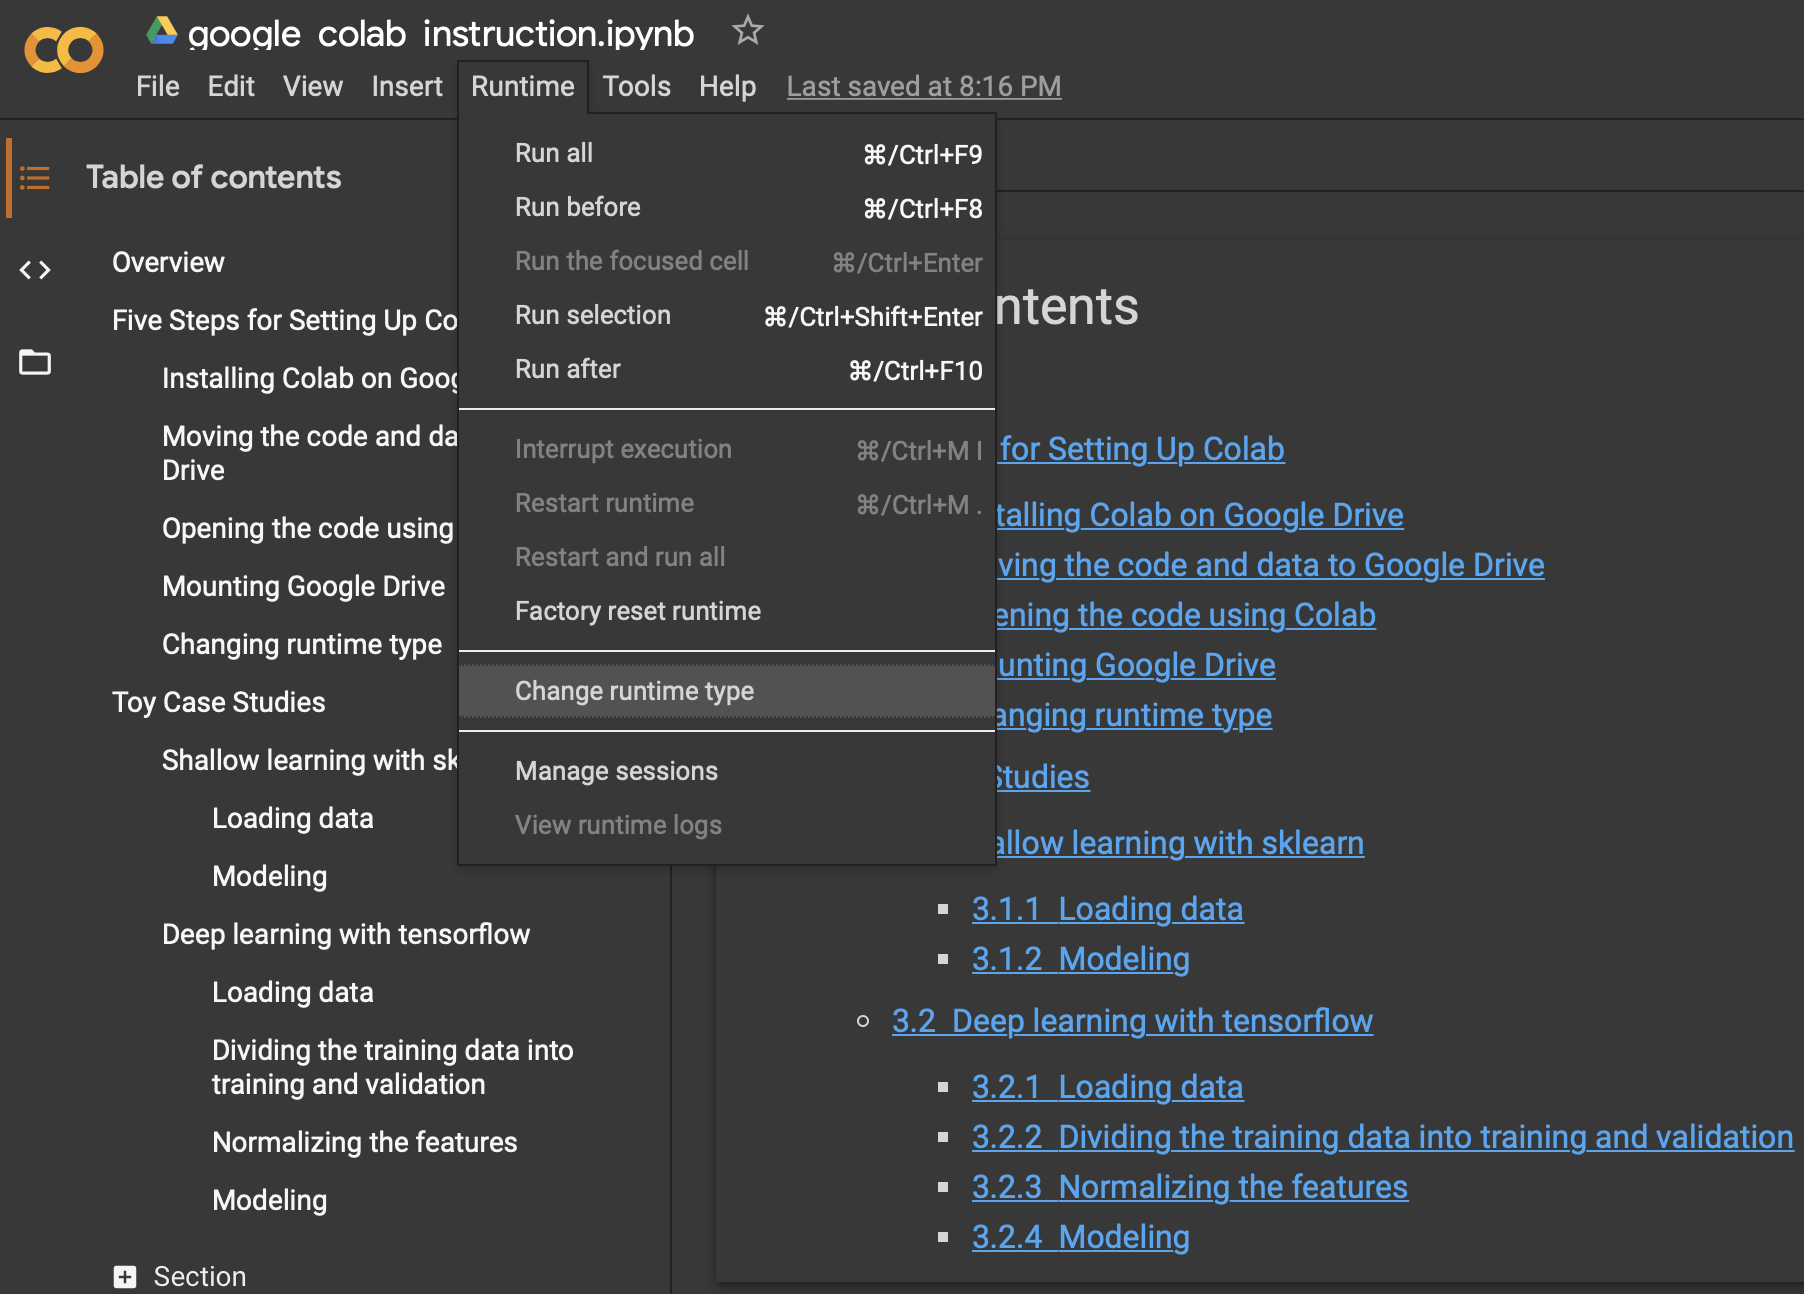 google_colab_instruction.ipynb
File Edit View Insert Runtime Tools Help Last saved at 8:16 PM
Table of contents
Overview
Five Steps for Setting Up Co
Installing Colab on Goog
Moving the code and da
Drive
Opening the code using
Mounting Google Drive
Changing runtime type
Toy Case Studies
Shallow learning with sk
Loading data
Modeling
Deep learning with tensorflow
Loading data
Dividing the training data into
training and validation
Normalizing the features
Modeling
Section
Run all ⌘/Ctrl+F9
Run before ⌘/Ctrl+F8
Run the focused cell ⌘/Ctrl+Enter
Run selection ⌘/Ctrl+Shift+Enter
Run after ⌘/Ctrl+F10
Interrupt execution ⌘/Ctrl+M I
Restart runtime ⌘/Ctrl+M .
Restart and run all
Factory reset runtime
Change runtime type
Manage sessions
View runtime logs
ntents
for Setting Up Colab
talling Colab on Google Drive
ving the code and data to Google Drive
ening the code using Colab
unting Google Drive
anging runtime type
Studies
allow learning with sklearn
3.1.1 Loading data
3.1.2 Modeling
3.2 Deep learning with tensorflow
3.2.1 Loading data
3.2.2 Dividing the training data into training and validation
3.2.3 Normalizing the features
3.2.4 Modeling